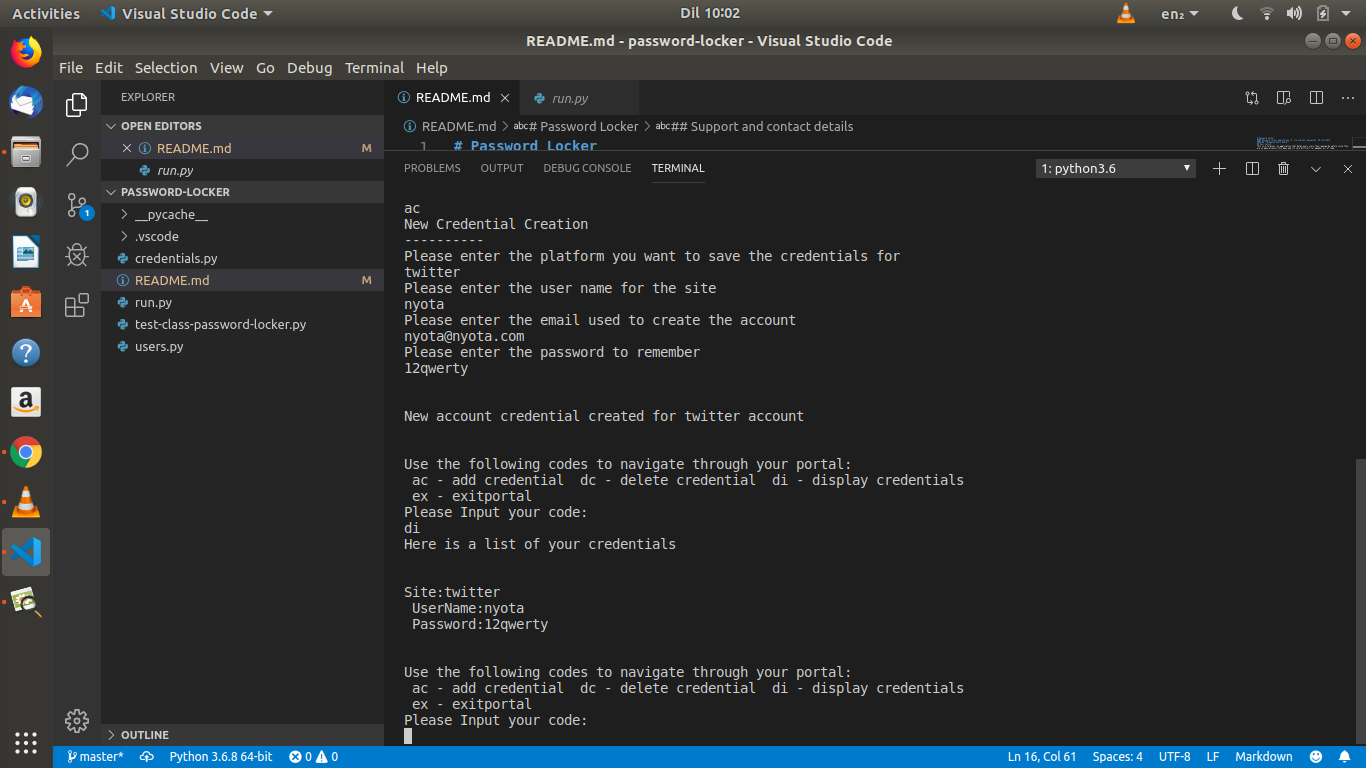 Activities
Visual Studio Code
Dil 10:02
en₂
README.md - password-locker - Visual Studio Code
File Edit Selection View Go Debug Terminal Help
EXPLORER
OPEN EDITORS
README.md M
run.py
PASSWORD-LOCKER
__pycache__
.vscode
credentials.py
README.md M
run.py
test-class-password-locker.py
users.py
OUTLINE
1
README.md
run.py
README.md > abc # Password Locker > abc ## Support and contact details
1 # Password Locker
PROBLEMS OUTPUT DEBUG CONSOLE TERMINAL
1: python3.6
ac
New Credential Creation
----------
Please enter the platform you want to save the credentials for
twitter
Please enter the user name for the site
nyota
Please enter the email used to create the account
nyota@nyota.com
Please enter the password to remember
12qwerty
New account credential created for twitter account
Use the following codes to navigate through your portal:
ac - add credential  dc - delete credential  di - display credentials
ex - exitportal
Please Input your code:
di
Here is a list of your credentials
Site:twitter
UserName:nyota
Password:12qwerty
Use the following codes to navigate through your portal:
ac - add credential  dc - delete credential  di - display credentials
ex - exitportal
Please Input your code:
master* Python 3.6.8 64-bit 0 0 Ln 16, Col 61 Spaces: 4 UTF-8 LF Markdown